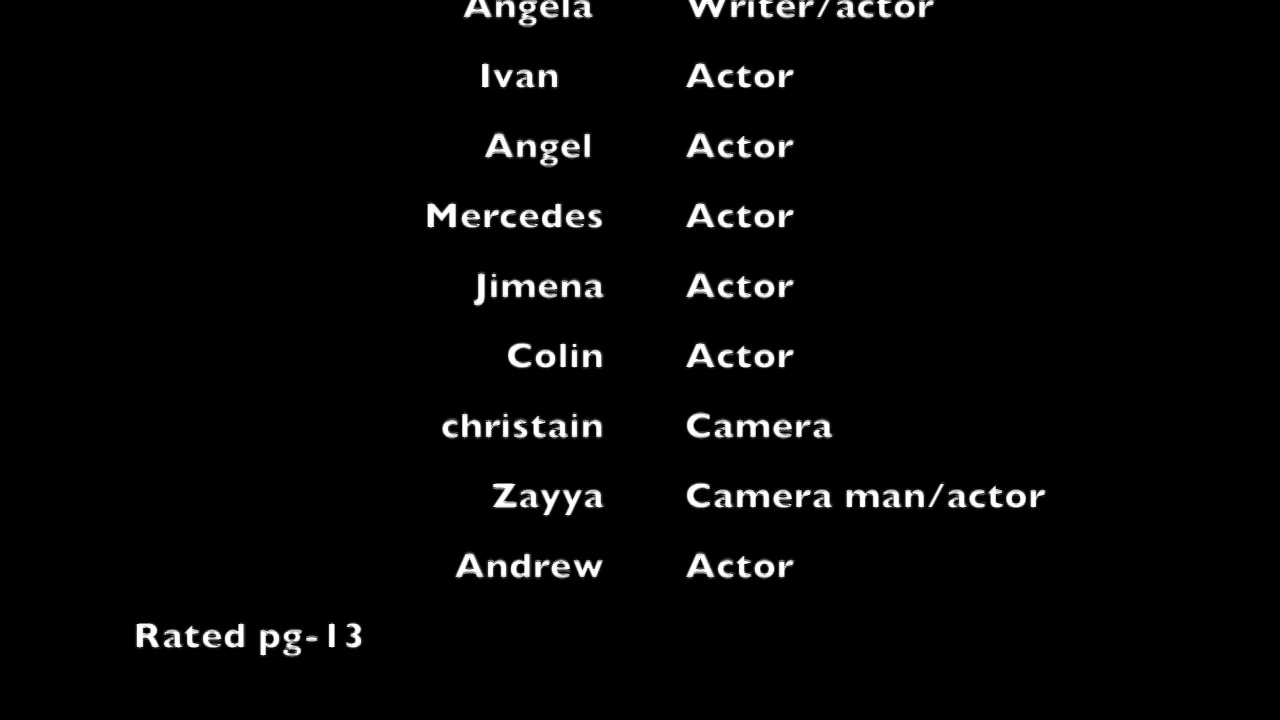 Angela Writer/actor
Ivan Actor
Angel Actor
Mercedes Actor
Jimena Actor
Colin Actor
christain Camera
Zayya Camera man/actor
Andrew Actor
Rated pg-13